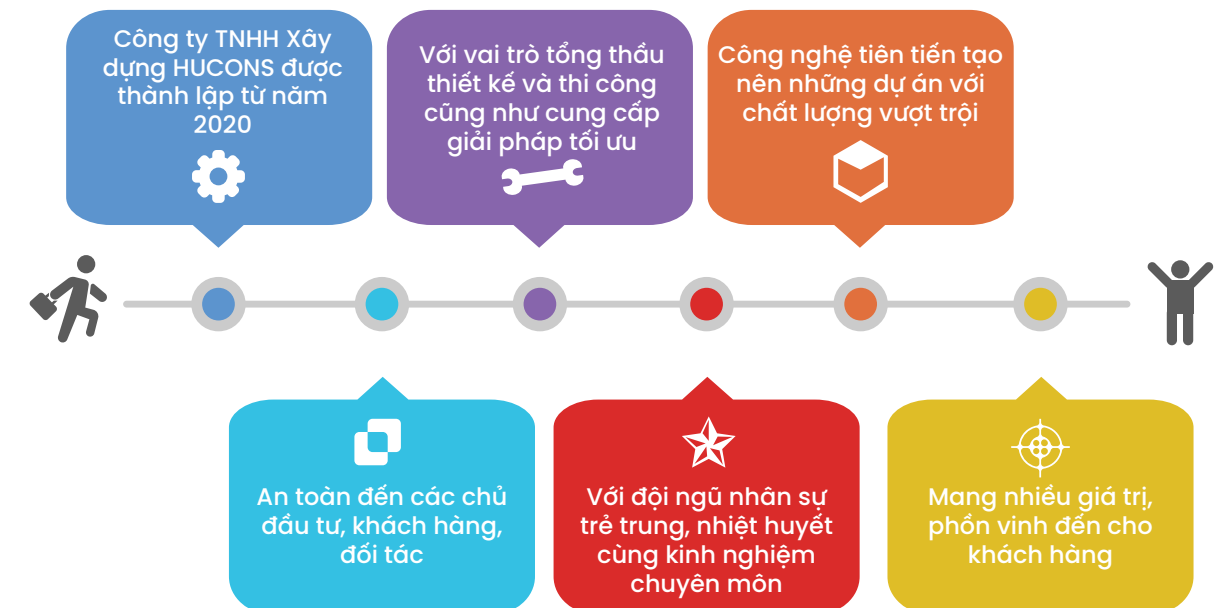 Công ty TNHH Xây
dựng HUCONS được
thành lập từ năm
2020
Với vai trò tổng thầu
thiết kế và thi công
cũng như cung cấp
giải pháp tối ưu
Công nghệ tiên tiến tạo
nên những dự án với
chất lượng vượt trội
An toàn đến các chủ
đầu tư, khách hàng,
đối tác
Với đội ngũ nhân sự
trẻ trung, nhiệt huyết
cùng kinh nghiệm
chuyên môn
Mang nhiều giá trị,
phồn vinh đến cho
khách hàng